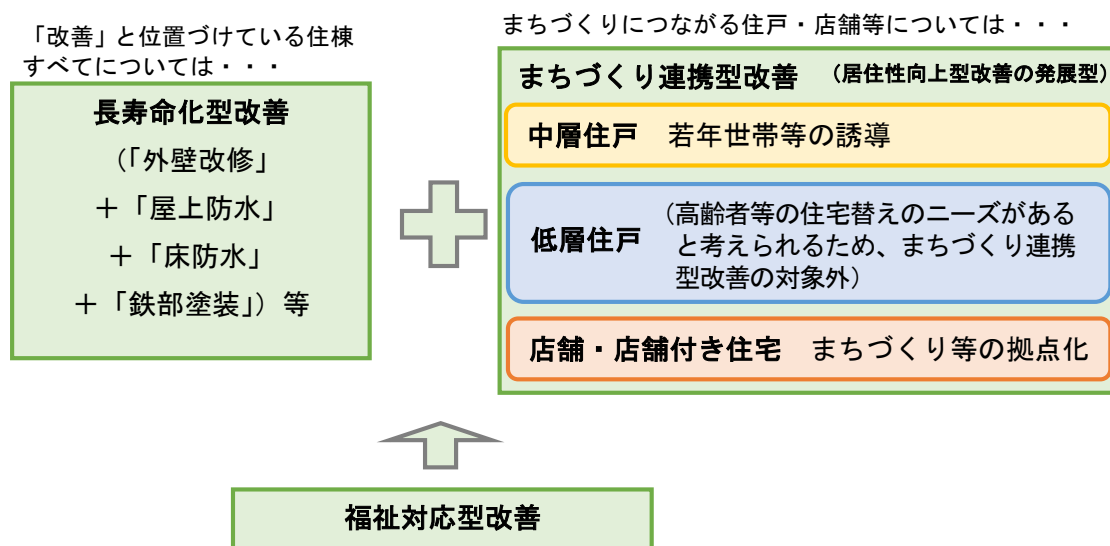 「改善」と位置づけている住棟
すべてについては・・・
長寿命化型改善
（「外壁改修」
＋「屋上防水」
＋「床防水」
＋「鉄部塗装」）等
まちづくりにつながる住戸・店舗等については・・・
まちづくり連携型改善　（居住性向上型改善の発展型）
中層住戸　若年世帯等の誘導
低層住戸
（高齢者等の住宅替えのニーズがある
と考えられるため、まちづくり連携
型改善の対象外）
店舗・店舗付き住宅　まちづくり等の拠点化
福祉対応型改善